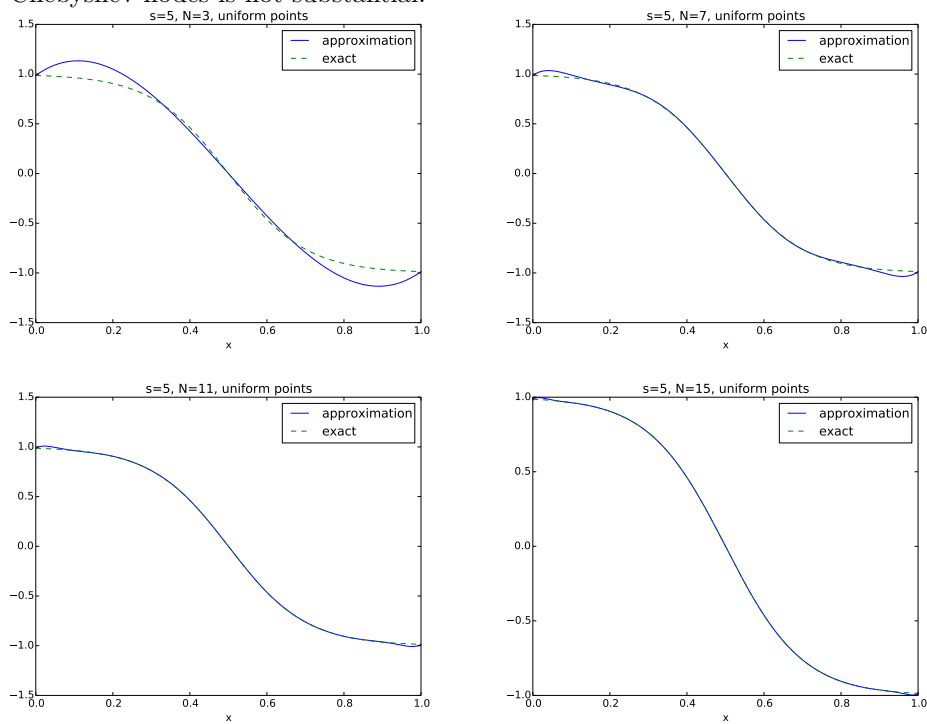 Chebyshev nodes is not substantial.
s=5, N=3, uniform points
1.5
1.0
0.5
0.0
−0.5
−1.0
−1.5
0.0 0.2 0.4 0.6 0.8 1.0
x
approximation
exact
s=5, N=7, uniform points
1.5
1.0
0.5
0.0
−0.5
−1.0
−1.5
0.0 0.2 0.4 0.6 0.8 1.0
x
approximation
exact
s=5, N=11, uniform points
1.5
1.0
0.5
0.0
−0.5
−1.0
−1.5
0.0 0.2 0.4 0.6 0.8 1.0
x
approximation
exact
s=5, N=15, uniform points
1.0
0.5
0.0
−0.5
−1.0
0.0 0.2 0.4 0.6 0.8 1.0
x
approximation
exact